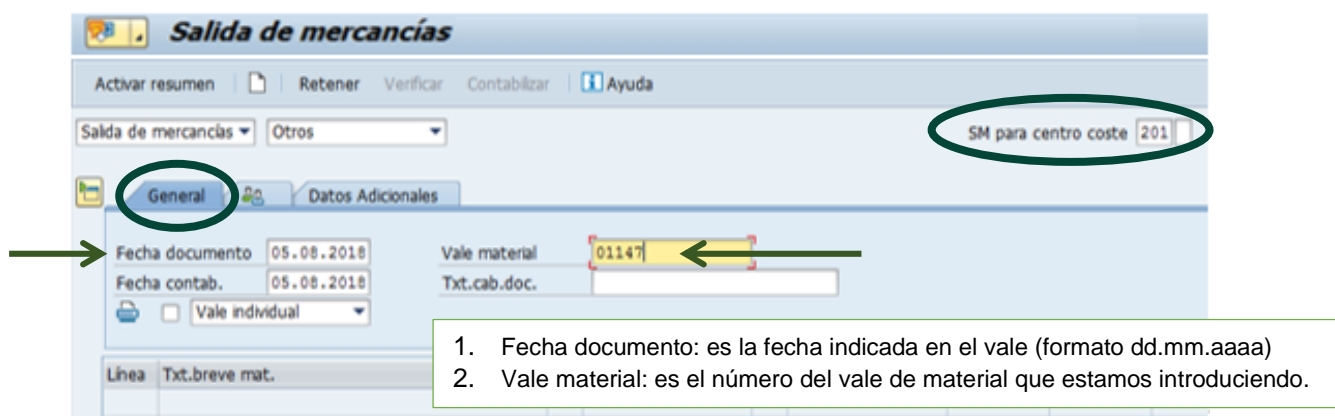 Salida de mercancías
Activar resumen Retener Verificar Contabilizar Ayuda
Salida de mercancías Otros SM para centro coste 201
General Datos Adicionales
Fecha documento 05.08.2018 Vale material 01147
Fecha contab. 05.08.2018 Txt.cab.doc.
Vale individual
1. Fecha documento: es la fecha indicada en el vale (formato dd.mm.aaaa)
2. Vale material: es el número del vale de material que estamos introduciendo.
Línea Txt.breve mat.